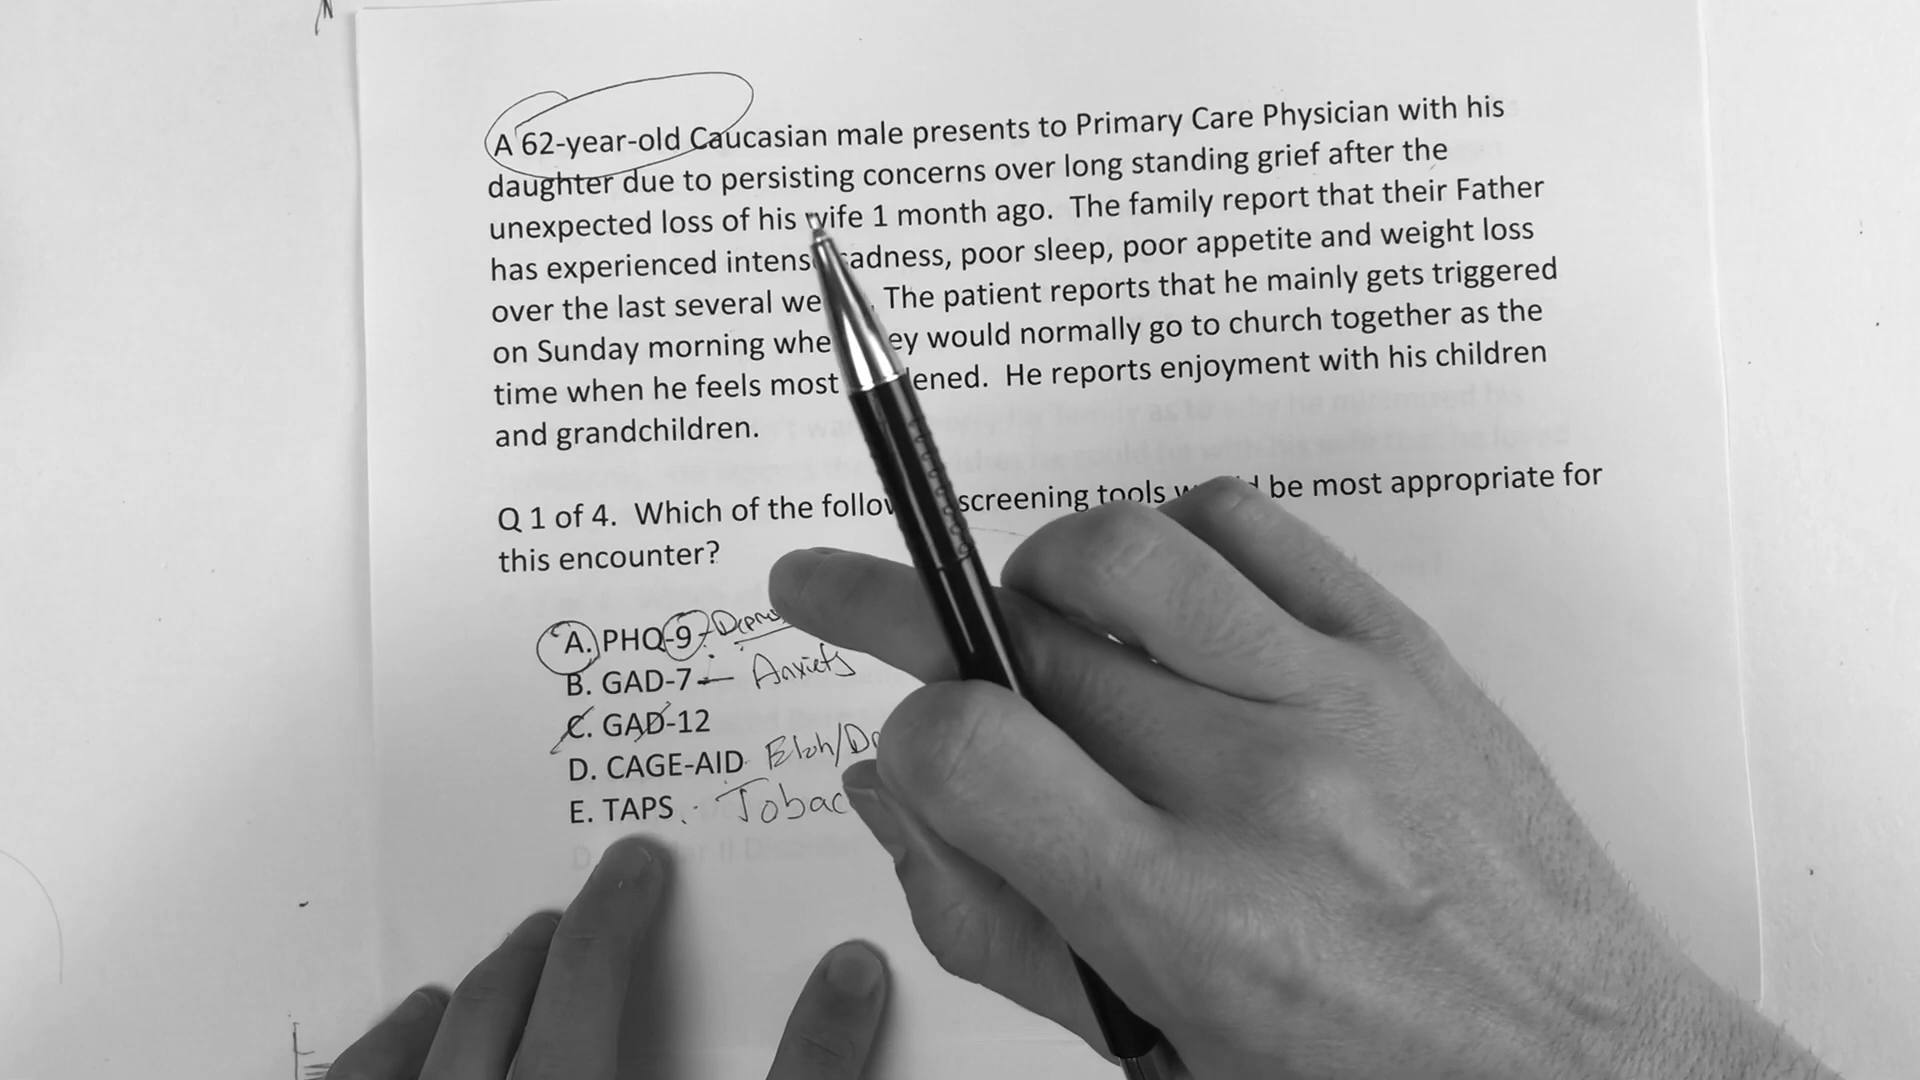 A 62-year-old Caucasian male presents to Primary Care Physician with his
daughter due to persisting concerns over long standing grief after the
unexpected loss of his wife 1 month ago. The family report that their Father
has experienced sadness, poor sleep, poor appetite and weight loss
over the last several The patient reports that he mainly gets triggered
on Sunday morning would normally go to church together as the
time when he feels most He reports enjoyment with his children
and grandchildren.
Q 1 of 4. Which of the screening tools be most appropriate for
this encounter?
A. PHQ-9 -
B. GAD-7 — Anxiety
C. GAD-12
D. CAGE-AID Etoh/
E. TAPS